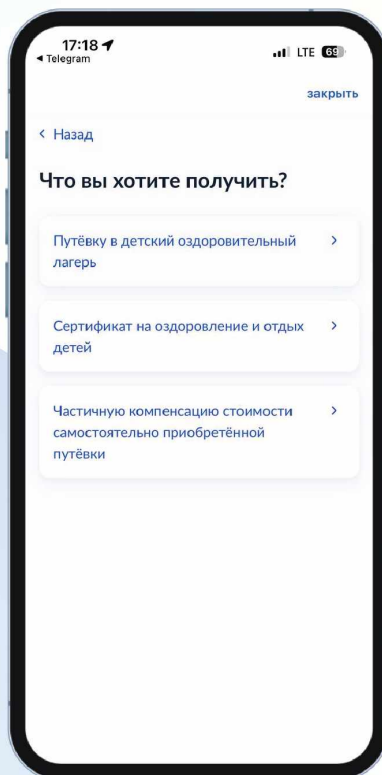 17:18
◀ Telegram
LTE 69
закрыть
‹ Назад
Что вы хотите получить?
Путёвку в детский оздоровительный
лагерь
Сертификат на оздоровление и отдых
детей
Частичную компенсацию стоимости
самостоятельно приобретённой
путёвки